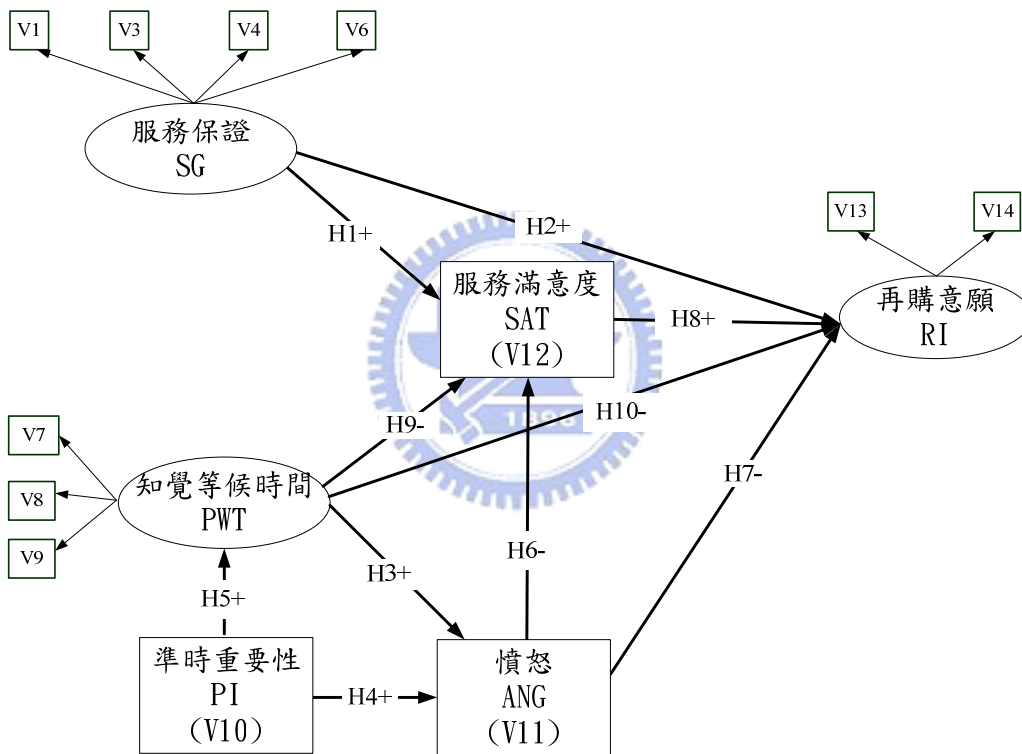 V1
V3
V4
V6
服務保證
SG
H1+
H2+
V13
V14
服務滿意度
SAT
(V12)
H8+
再購意願
RI
1896
H9-
H10-
V7
V8
V9
知覺等候時間
PWT
H7-
H3+
H6-
H5+
準時重要性
PI
(V10)
H4+
憤怒
ANG
(V11)